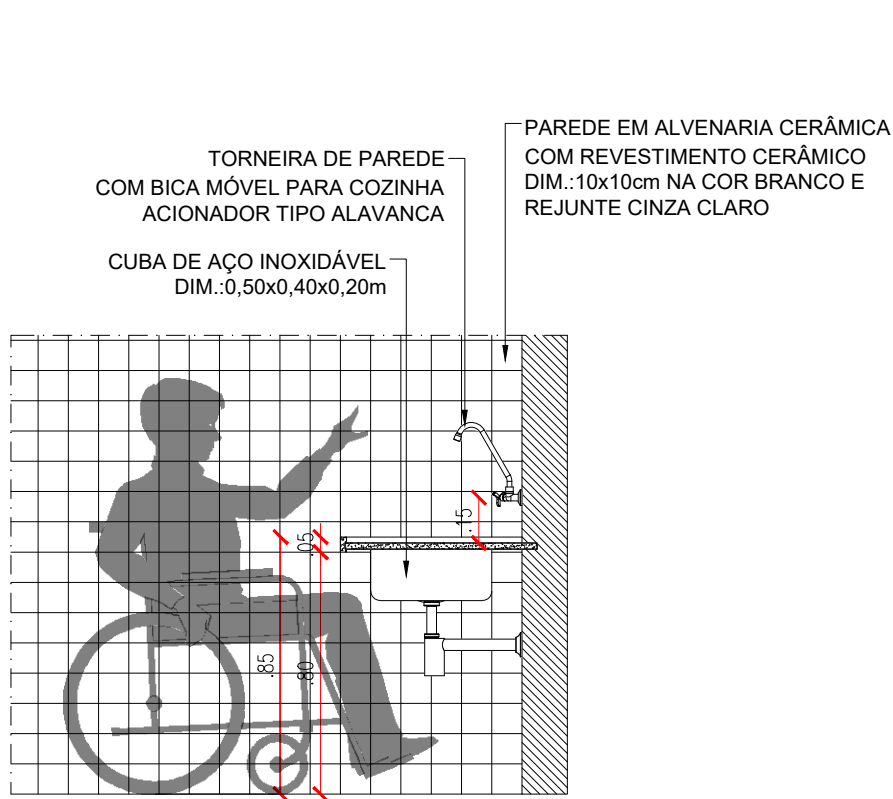 PAREDE EM ALVENARIA CERÂMICA
COM REVESTIMENTO CERÂMICO
DIM.:10x10cm NA COR BRANCO E
REJUNTE CINZA CLARO
TORNEIRA DE PAREDE
COM BICA MÓVEL PARA COZINHA
ACIONADOR TIPO ALAVANCA
CUBA DE AÇO INOXIDÁVEL
DIM.:0,50x0,40x0,20m
.15
.05
.85
.80